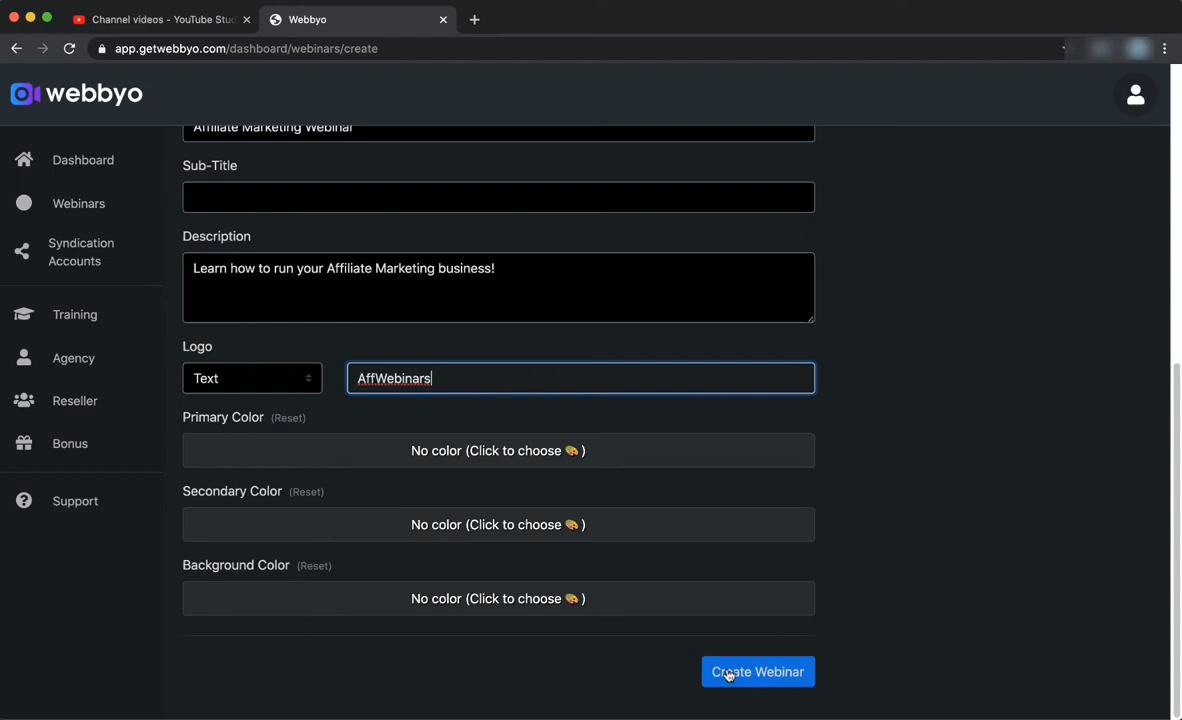 Channel videos - YouTube Stu
Webbyo
app.getwebbyo.com/dashboard/webinars/create
webbyo
Dashboard
Webinars
Syndication
Accounts
Training
Agency
Reseller
Bonus
Support
Affiliate Marketing Webinar
Sub-Title
Description
Learn how to run your Affiliate Marketing business!
Logo
Text
AffWebinars
Primary Color (Reset)
No color (Click to choose 🎨 )
Secondary Color (Reset)
No color (Click to choose 🎨 )
Background Color (Reset)
No color (Click to choose 🎨 )
Create Webinar